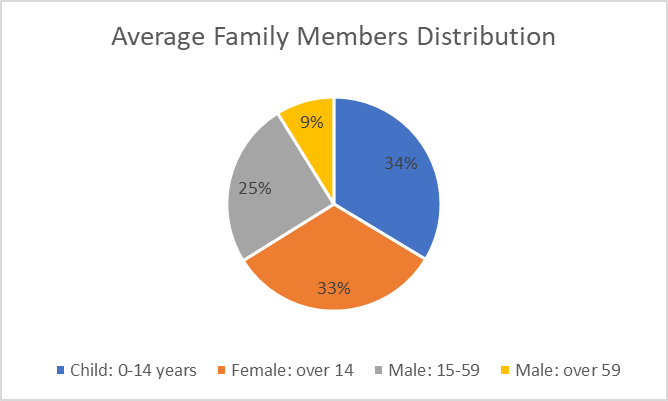 Average Family Members Distribution
9%
34%
25%
33%
Child: 0-14 years Female: over 14 Male: 15-59 Male: over 59